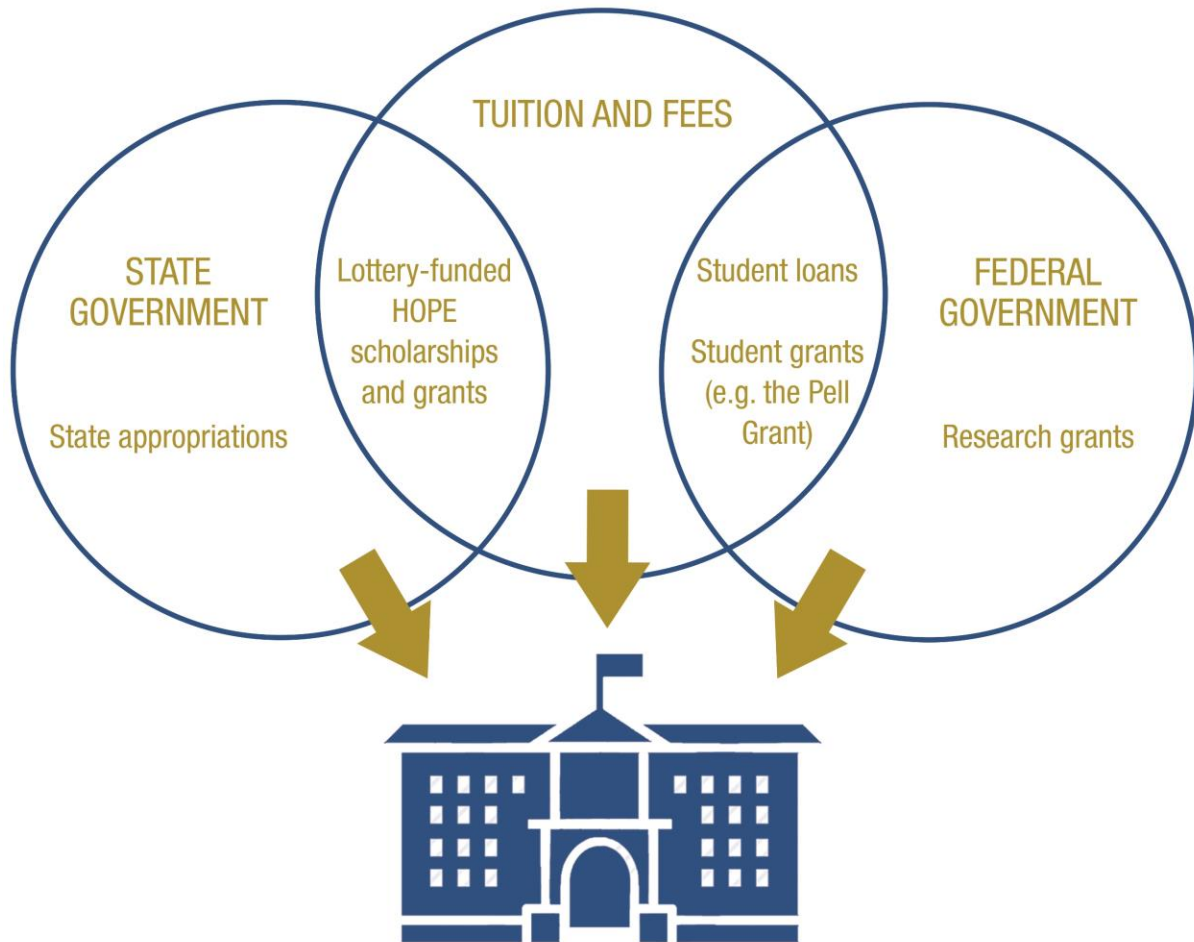 TUITION AND FEES
STATE
GOVERNMENT
State appropriations
Lottery-funded
HOPE
scholarships
and grants
Student loans
Student grants
(e.g. the Pell
Grant)
FEDERAL
GOVERNMENT
Research grants